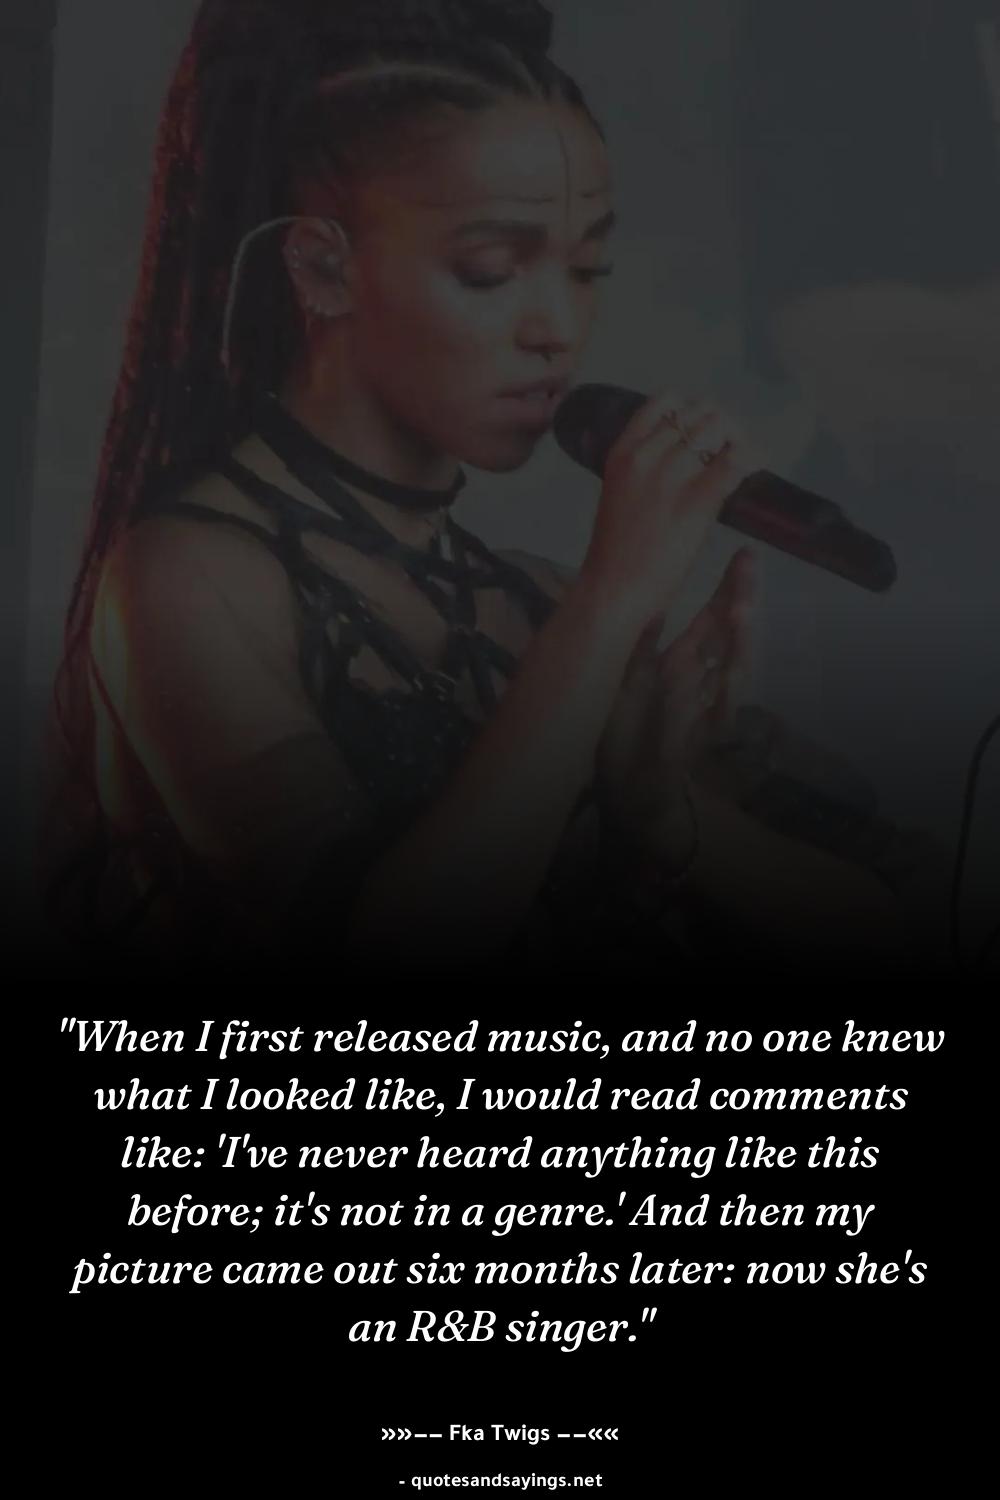 "When I first released music, and no one knew
what I looked like, I would read comments
like: 'I've never heard anything like this
before; it's not in a genre.' And then my
picture came out six months later: now she's
an R&B singer."
»»—— Fka Twigs ——««
- quotesandsayings.net